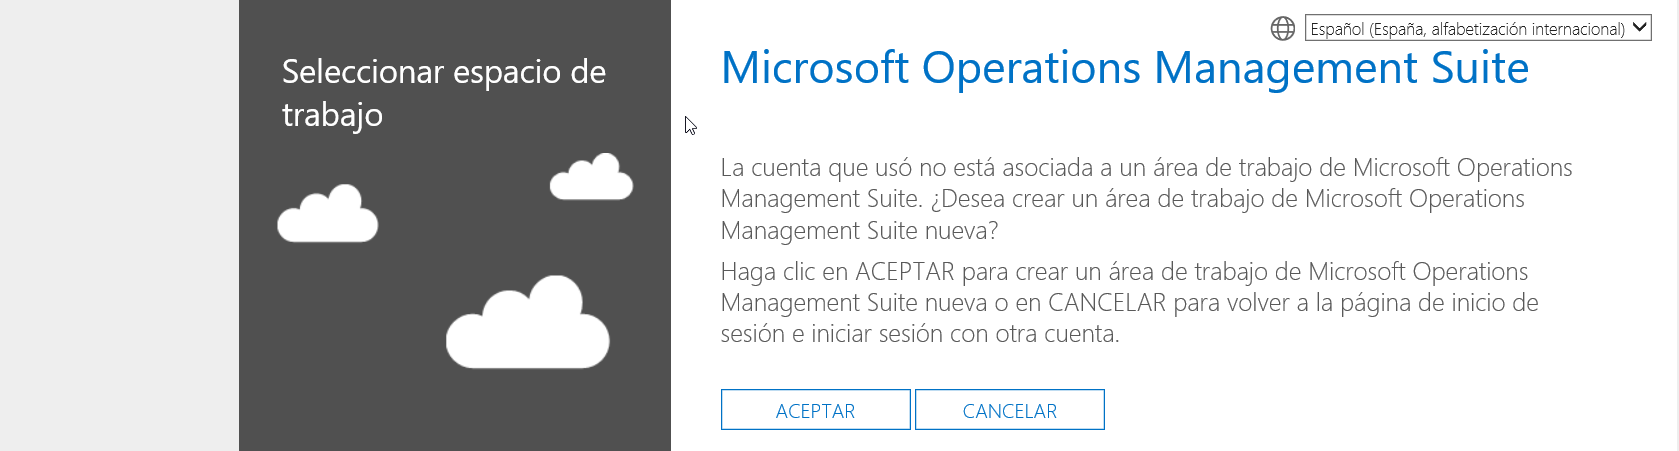 Seleccionar espacio de
trabajo
Español (España, alfabetización internacional)
Microsoft Operations Management Suite
La cuenta que usó no está asociada a un área de trabajo de Microsoft Operations
Management Suite. ¿Desea crear un área de trabajo de Microsoft Operations
Management Suite nueva?
Haga clic en ACEPTAR para crear un área de trabajo de Microsoft Operations
Management Suite nueva o en CANCELAR para volver a la página de inicio de
sesión e iniciar sesión con otra cuenta.
ACEPTAR
CANCELAR